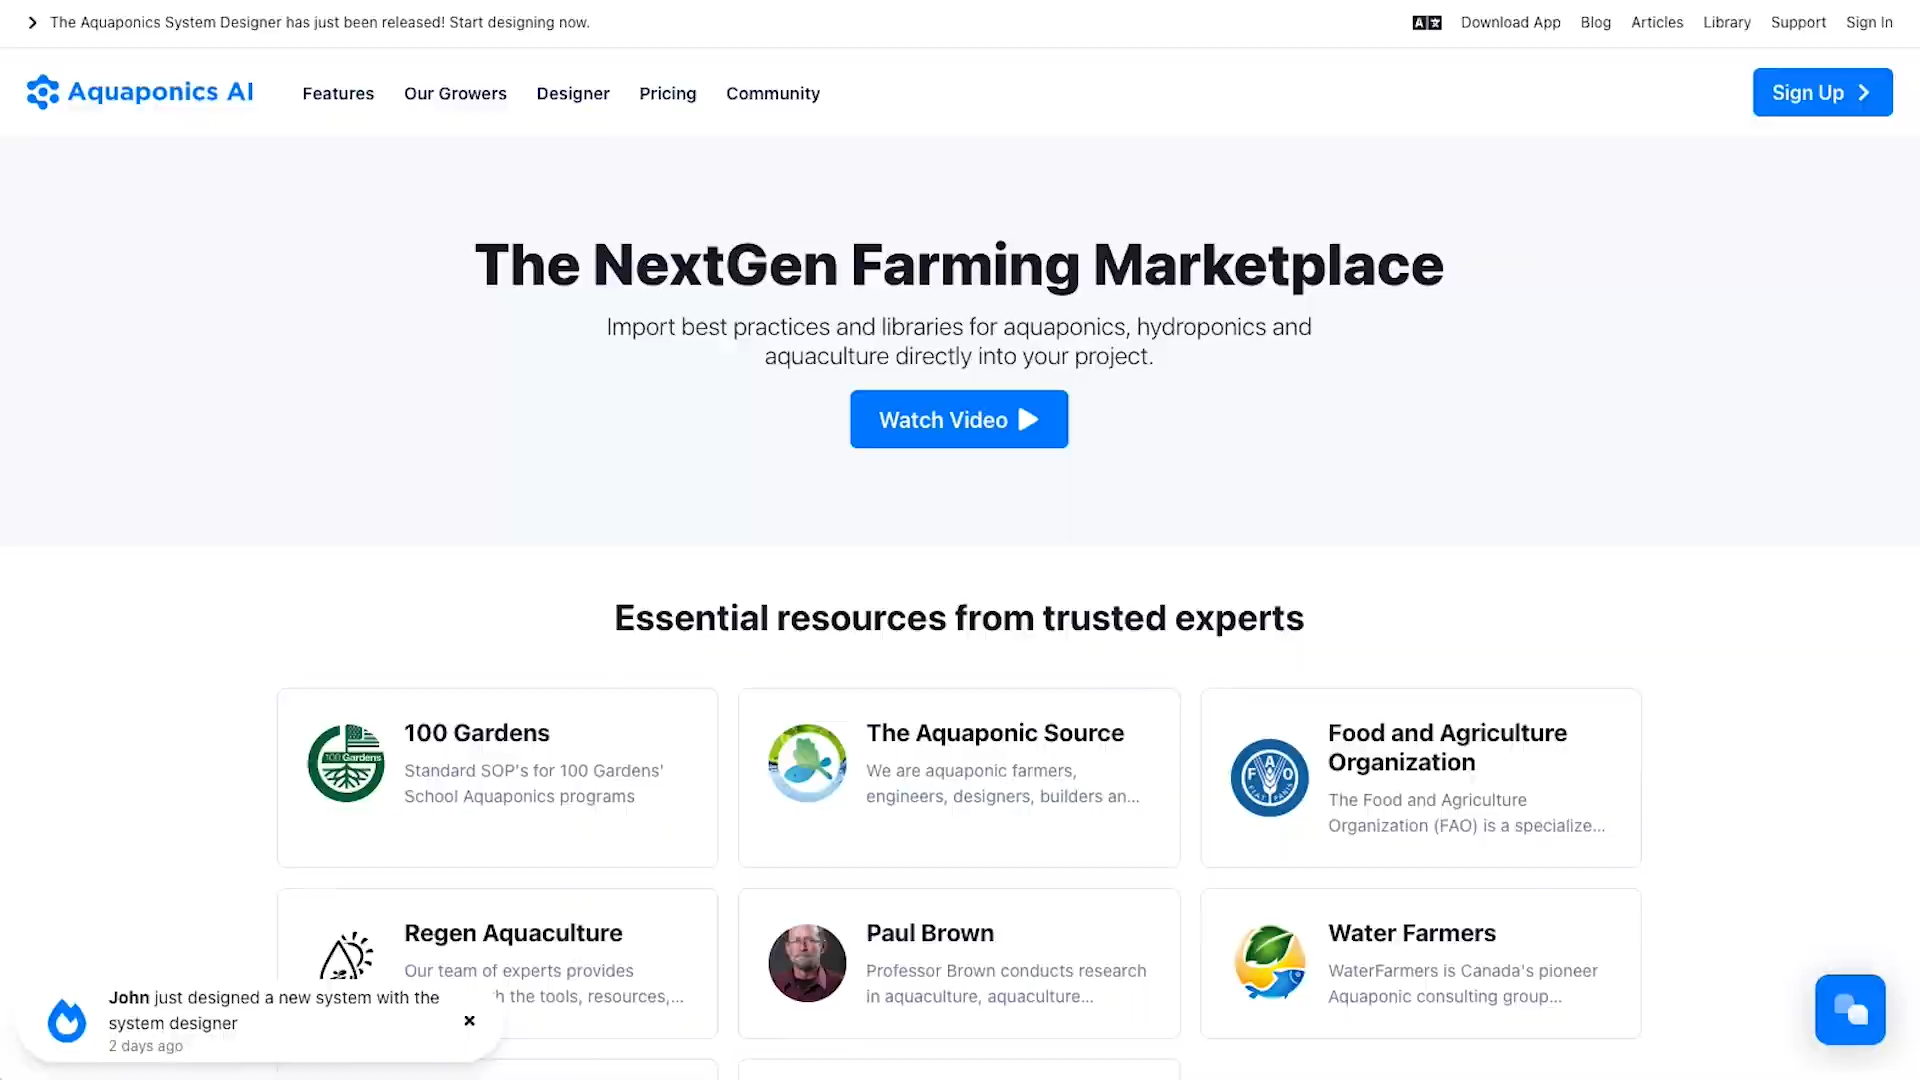 The Aquaponics System Designer has just been released! Start designing now.
Download App
Blog
Articles
Library
Support
Sign In
Aquaponics AI
Features
Our Growers
Designer
Pricing
Community
Sign Up
The NextGen Farming Marketplace
Import best practices and libraries for aquaponics, hydroponics and
aquaculture directly into your project.
Watch Video
Essential resources from trusted experts
100 Gardens
100 Gardens
Standard SOP's for 100 Gardens'
School Aquaponics programs
The Aquaponic Source
We are aquaponic farmers,
engineers, designers, builders an...
FAO
FIAT PANIS
Food and Agriculture
Organization
The Food and Agriculture
Organization (FAO) is a specialize...
Regen Aquaculture
Our team of experts provides
the tools, resources,...
Paul Brown
Professor Brown conducts research
in aquaculture, aquaculture...
Water Farmers
WaterFarmers is Canada's pioneer
Aquaponic consulting group...
John just designed a new system with the
system designer
2 days ago